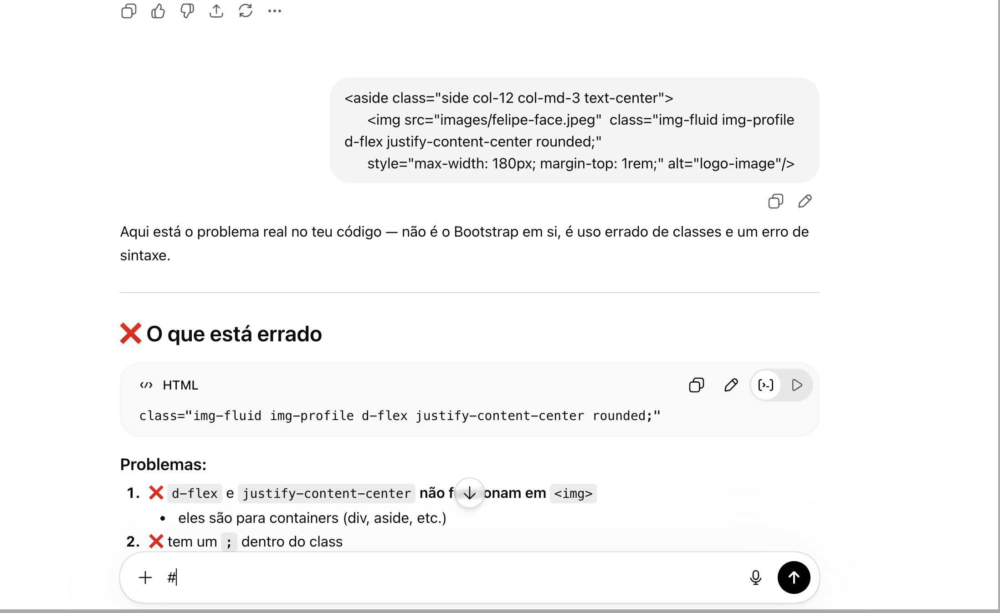 <aside class="side col-12 col-md-3 text-center">
<img src="images/felipe-face.jpeg"  class="img-fluid img-profile
d-flex justify-content-center rounded;"
style="max-width: 180px; margin-top: 1rem;" alt="logo-image"/>
Aqui está o problema real no teu código — não é o Bootstrap em si, é uso errado de classes e um erro de
sintaxe.
❌ O que está errado
HTML
class="img-fluid img-profile d-flex justify-content-center rounded;"
Problemas:
1. ❌ d-flex e justify-content-center não f onam em <img>
• eles são para containers (div, aside, etc.)
2. ❌ tem um ; dentro do class
#